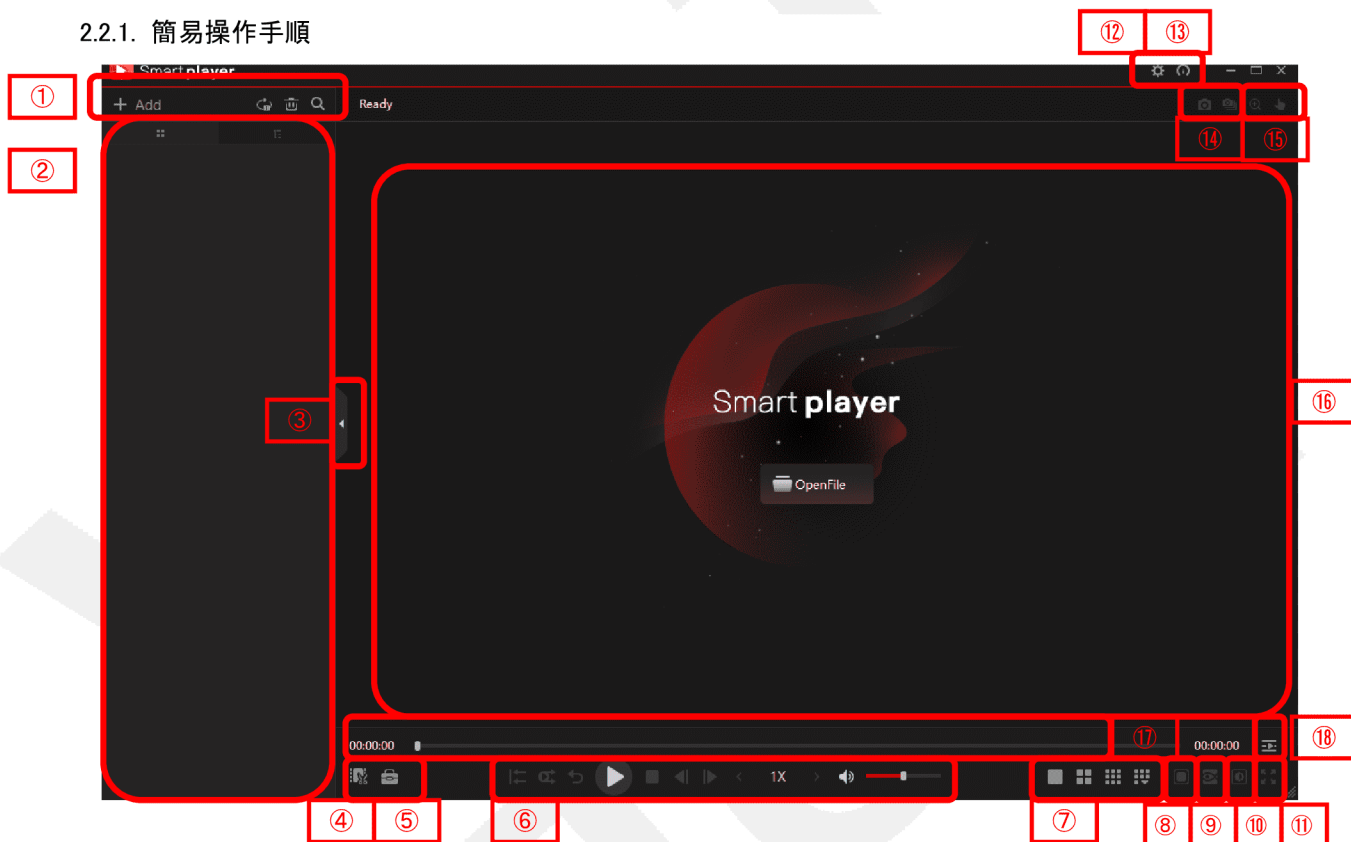 2.2.1. 簡易操作手順
⑫ ⑬
Smart player
①
+ Add
Ready
②
⑭ ⑮
③
Smart player
⑯
OpenFile
00:00:00
⑰
00:00:00
⑱
1X
④ ⑤ ⑥ ⑦ ⑧ ⑨ ⑩ ⑪